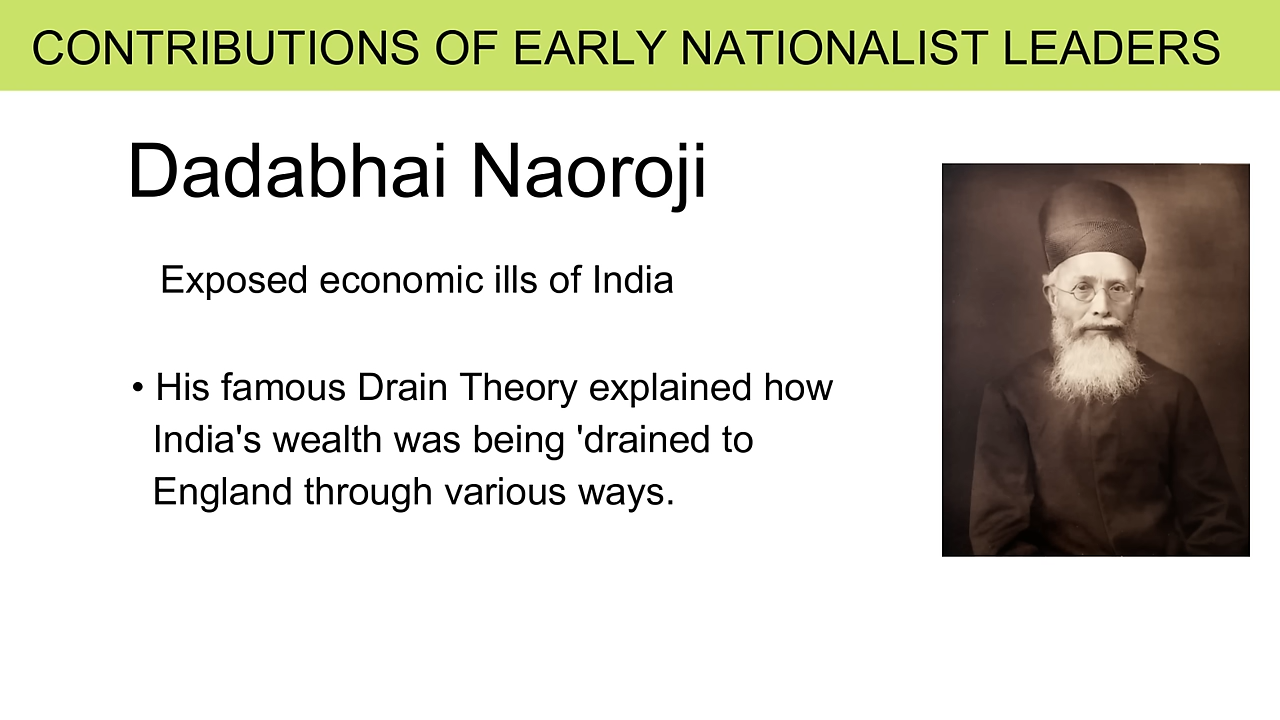 CONTRIBUTIONS OF EARLY NATIONALIST LEADERS
Dadabhai Naoroji
Exposed economic ills of India
• His famous Drain Theory explained how
India's wealth was being 'drained to
England through various ways.